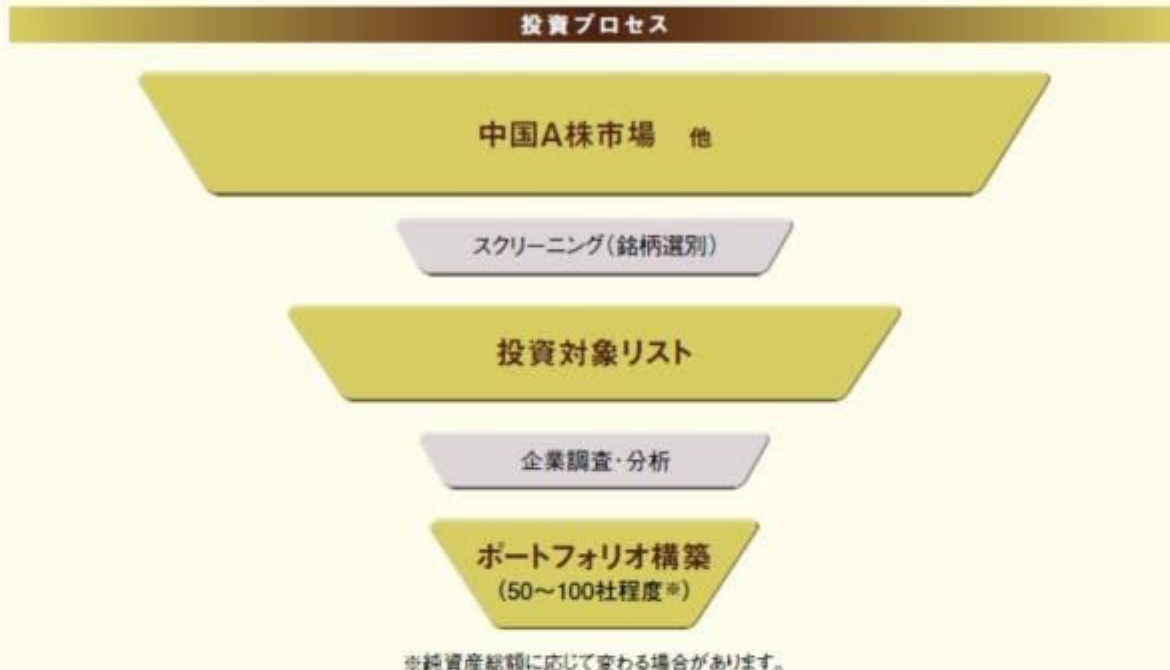 投資プロセス
中国A株市場 他
スクリーニング(銘柄選別)
投資対象リスト
企業調査・分析
ポートフォリオ構築
(50〜100社程度※)
※純資産総額に応じて変わる場合があります。